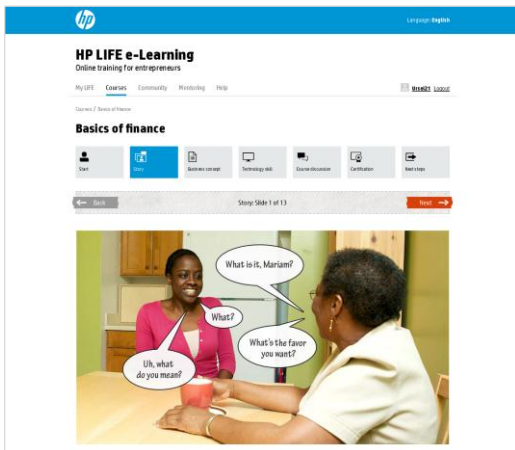 hp
Language: English
HP LIFE e-Learning
Online training for entrepreneurs
My LIFE Courses Community Mentoring Help
Logout
Courses / Basics of finance
Basics of finance
Start
Story
Business concept
Technology skill
Course discussion
Certification
Next steps
Back
Story: Slide 1 of 13
Next
What is it, Mariam?
What?
What's the favor
you want?
Uh, what
do you mean?